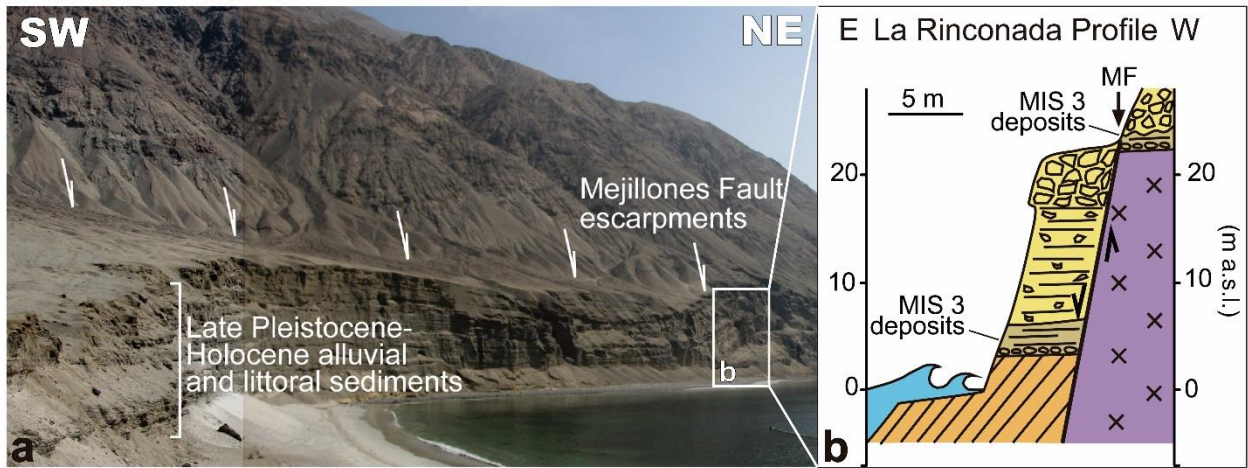 SW
NE
Mejillones Fault
escarpments
Late Pleistocene-
Holocene alluvial
and littoral sediments
b
a
E La Rinconada Profile W
MF
5 m
MIS 3
deposits
20
20
10
10
(m a.s.l.)
MIS 3
deposits
0
0
b